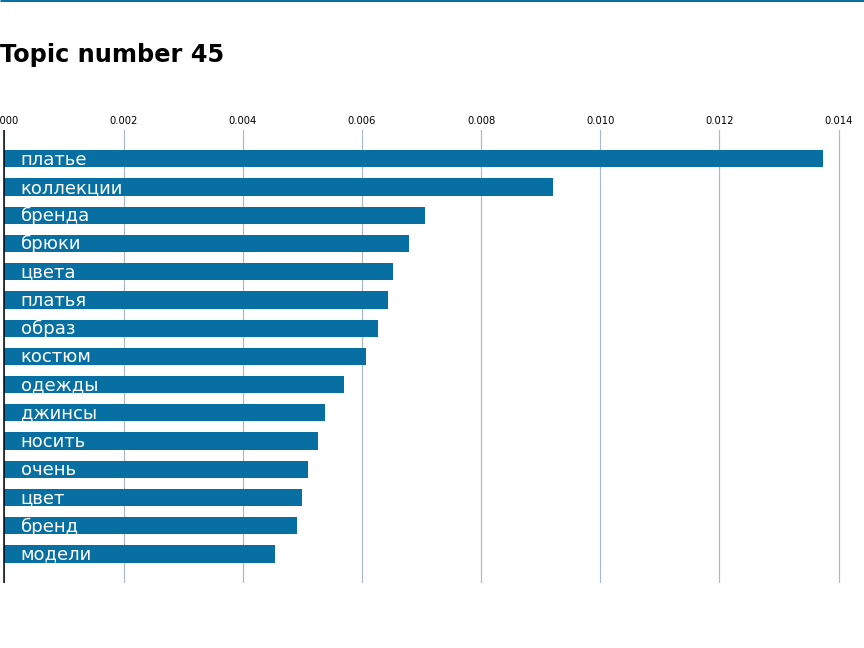 Topic number 45
000 0.002 0.004 0.006 0.008 0.010 0.012 0.014
платье
коллекции
бренда
брюки
цвета
платья
образ
костюм
одежды
джинсы
носить
очень
цвет
бренд
модели